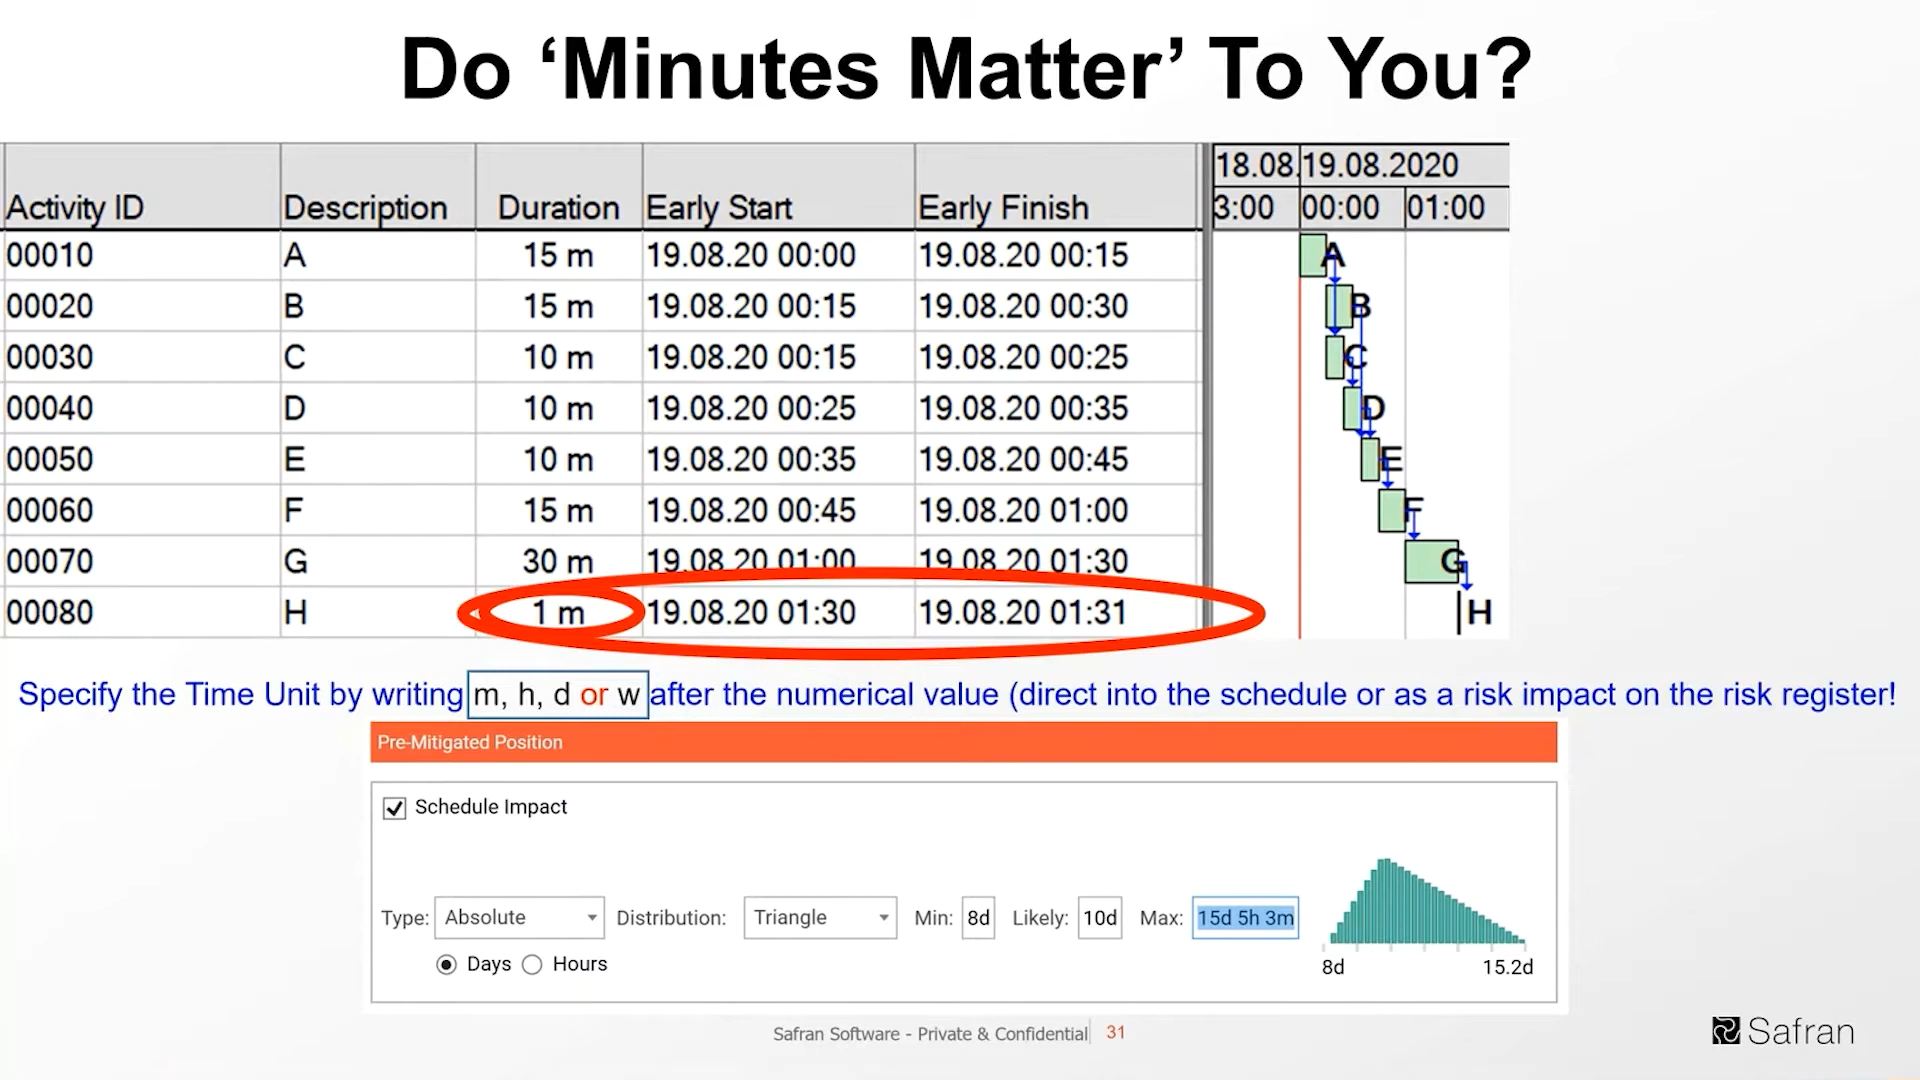 Do ‘Minutes Matter’ To You?
18.08. 19.08.2020
Activity ID Description Duration Early Start Early Finish 3:00 00:00 01:00
00010 A 15 m 19.08.20 00:00 19.08.20 00:15 A
00020 B 15 m 19.08.20 00:15 19.08.20 00:30 B
00030 C 10 m 19.08.20 00:15 19.08.20 00:25 C
00040 D 10 m 19.08.20 00:25 19.08.20 00:35 D
00050 E 10 m 19.08.20 00:35 19.08.20 00:45 E
00060 F 15 m 19.08.20 00:45 19.08.20 01:00 F
00070 G 30 m 19.08.20 01:00 19.08.20 01:30 G
00080 H 1 m 19.08.20 01:30 19.08.20 01:31 H
Specify the Time Unit by writing m, h, d or w after the numerical value (direct into the schedule or as a risk impact on the risk register!
Pre-Mitigated Position
Schedule Impact
Type: Absolute Distribution: Triangle Min: 8d Likely: 10d Max: 15d 5h 3m
Days Hours
8d 15.2d
Safran Software - Private & Confidential 31
Safran